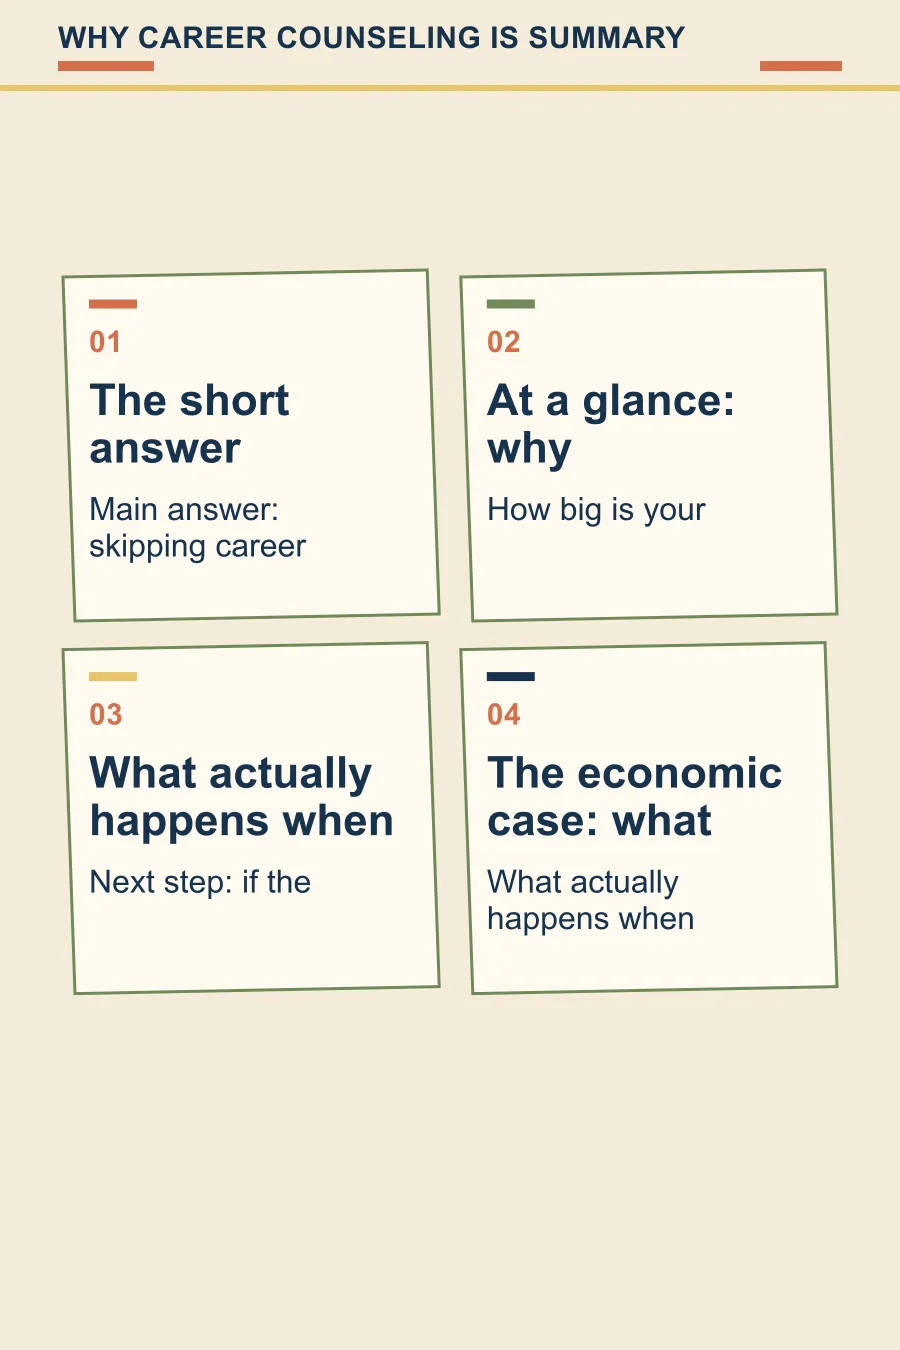 WHY CAREER COUNSELING IS SUMMARY
01
The short
answer
Main answer:
skipping career
02
At a glance:
why
How big is your
03
What actually
happens when
Next step: if the
04
The economic
case: what
What actually
happens when